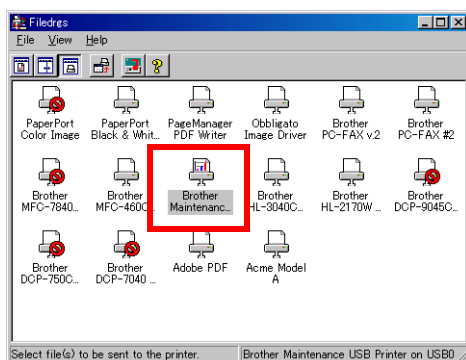 Filedrgs
File View Help
PaperPort PaperPort PageManager Obbligato Brother Brother
Color Image Black & Whit... PDF Writer Image Driver PC-FAX v.2 PC-FAX #2
Brother Brother Brother Brother Brother Brother
MFC-7840... MFC-460C... Maintenanc... HL-3040C... HL-2170W ... DCP-9045C...
Brother Brother Adobe PDF Acme Model
DCP-750C... DCP-7040 ... A
Select file(s) to be sent to the printer. Brother Maintenance USB Printer on USB0